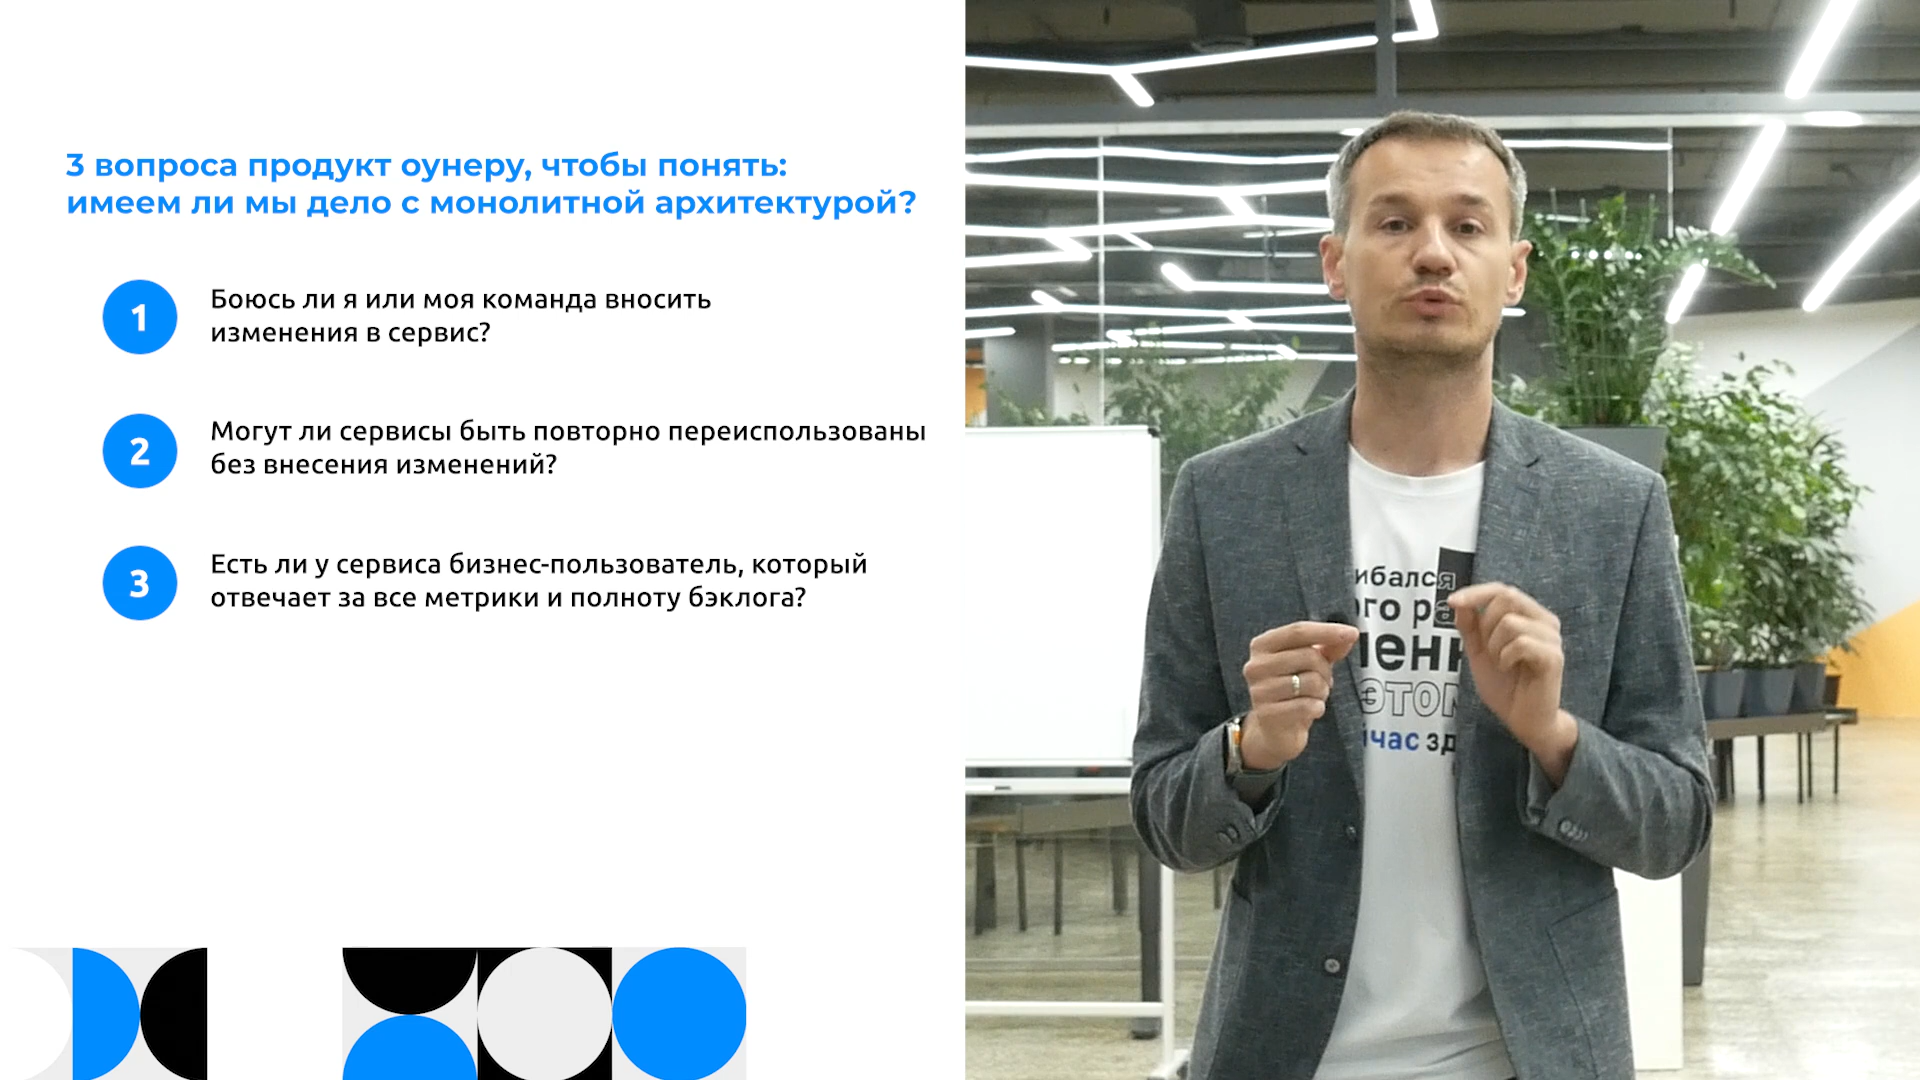 3 вопроса продукт оунеру, чтобы понять:
имеем ли мы дело с монолитной архитектурой?
1
Боюсь ли я или моя команда вносить
изменения в сервис?
2
Могут ли сервисы быть повторно переиспользованы
без внесения изменений?
3
Есть ли у сервиса бизнес-пользователь, который
отвечает за все метрики и полноту бэклога?